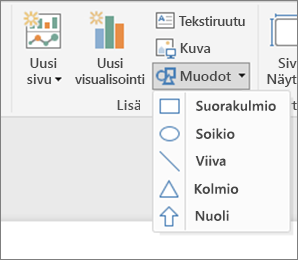 Uusi
sivu
Uusi
visualisointi
Tekstiruutu
Kuva
Muodot
Lisää
Siv
Näyt
Suorakulmio
Soikio
Viiva
Kolmio
Nuoli